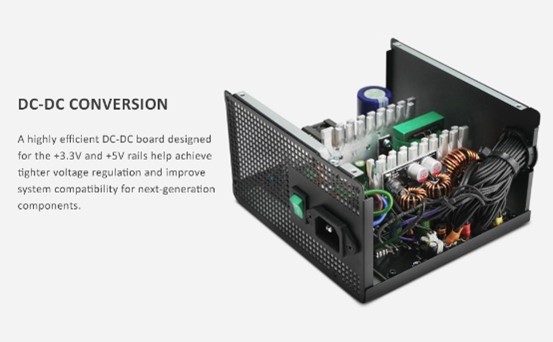 DC-DC CONVERSION
A highly efficient DC-DC board designed
for the +3.3V and +5V rails help achieve
tighter voltage regulation and improve
system compatibility for next-generation
components.